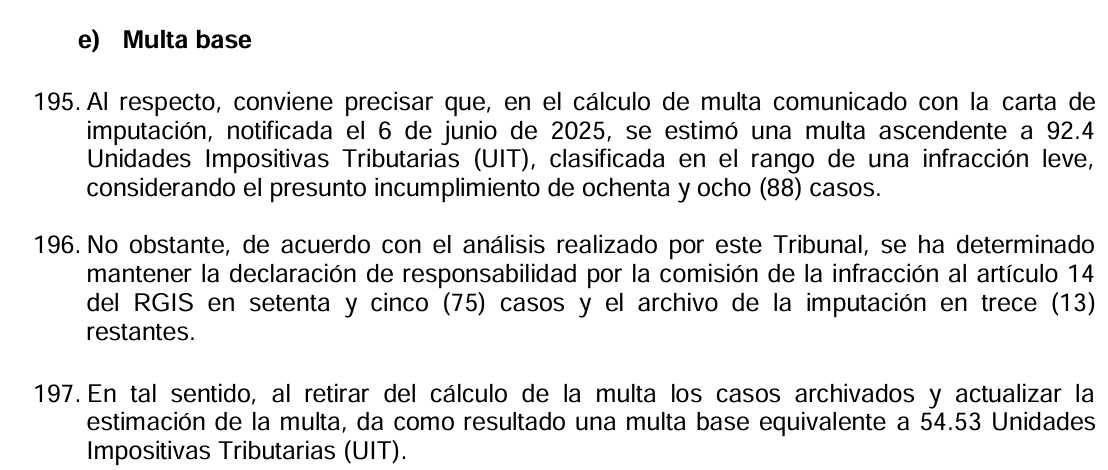 e) Multa base
195. Al respecto, conviene precisar que, en el cálculo de multa comunicado con la carta de
imputación, notificada el 6 de junio de 2025, se estimó una multa ascendente a 92.4
Unidades Impositivas Tributarias (UIT), clasificada en el rango de una infracción leve,
considerando el presunto incumplimiento de ochenta y ocho (88) casos.
196. No obstante, de acuerdo con el análisis realizado por este Tribunal, se ha determinado
mantener la declaración de responsabilidad por la comisión de la infracción al artículo 14
del RGIS en setenta y cinco (75) casos y el archivo de la imputación en trece (13)
restantes.
197. En tal sentido, al retirar del cálculo de la multa los casos archivados y actualizar la
estimación de la multa, da como resultado una multa base equivalente a 54.53 Unidades
Impositivas Tributarias (UIT).